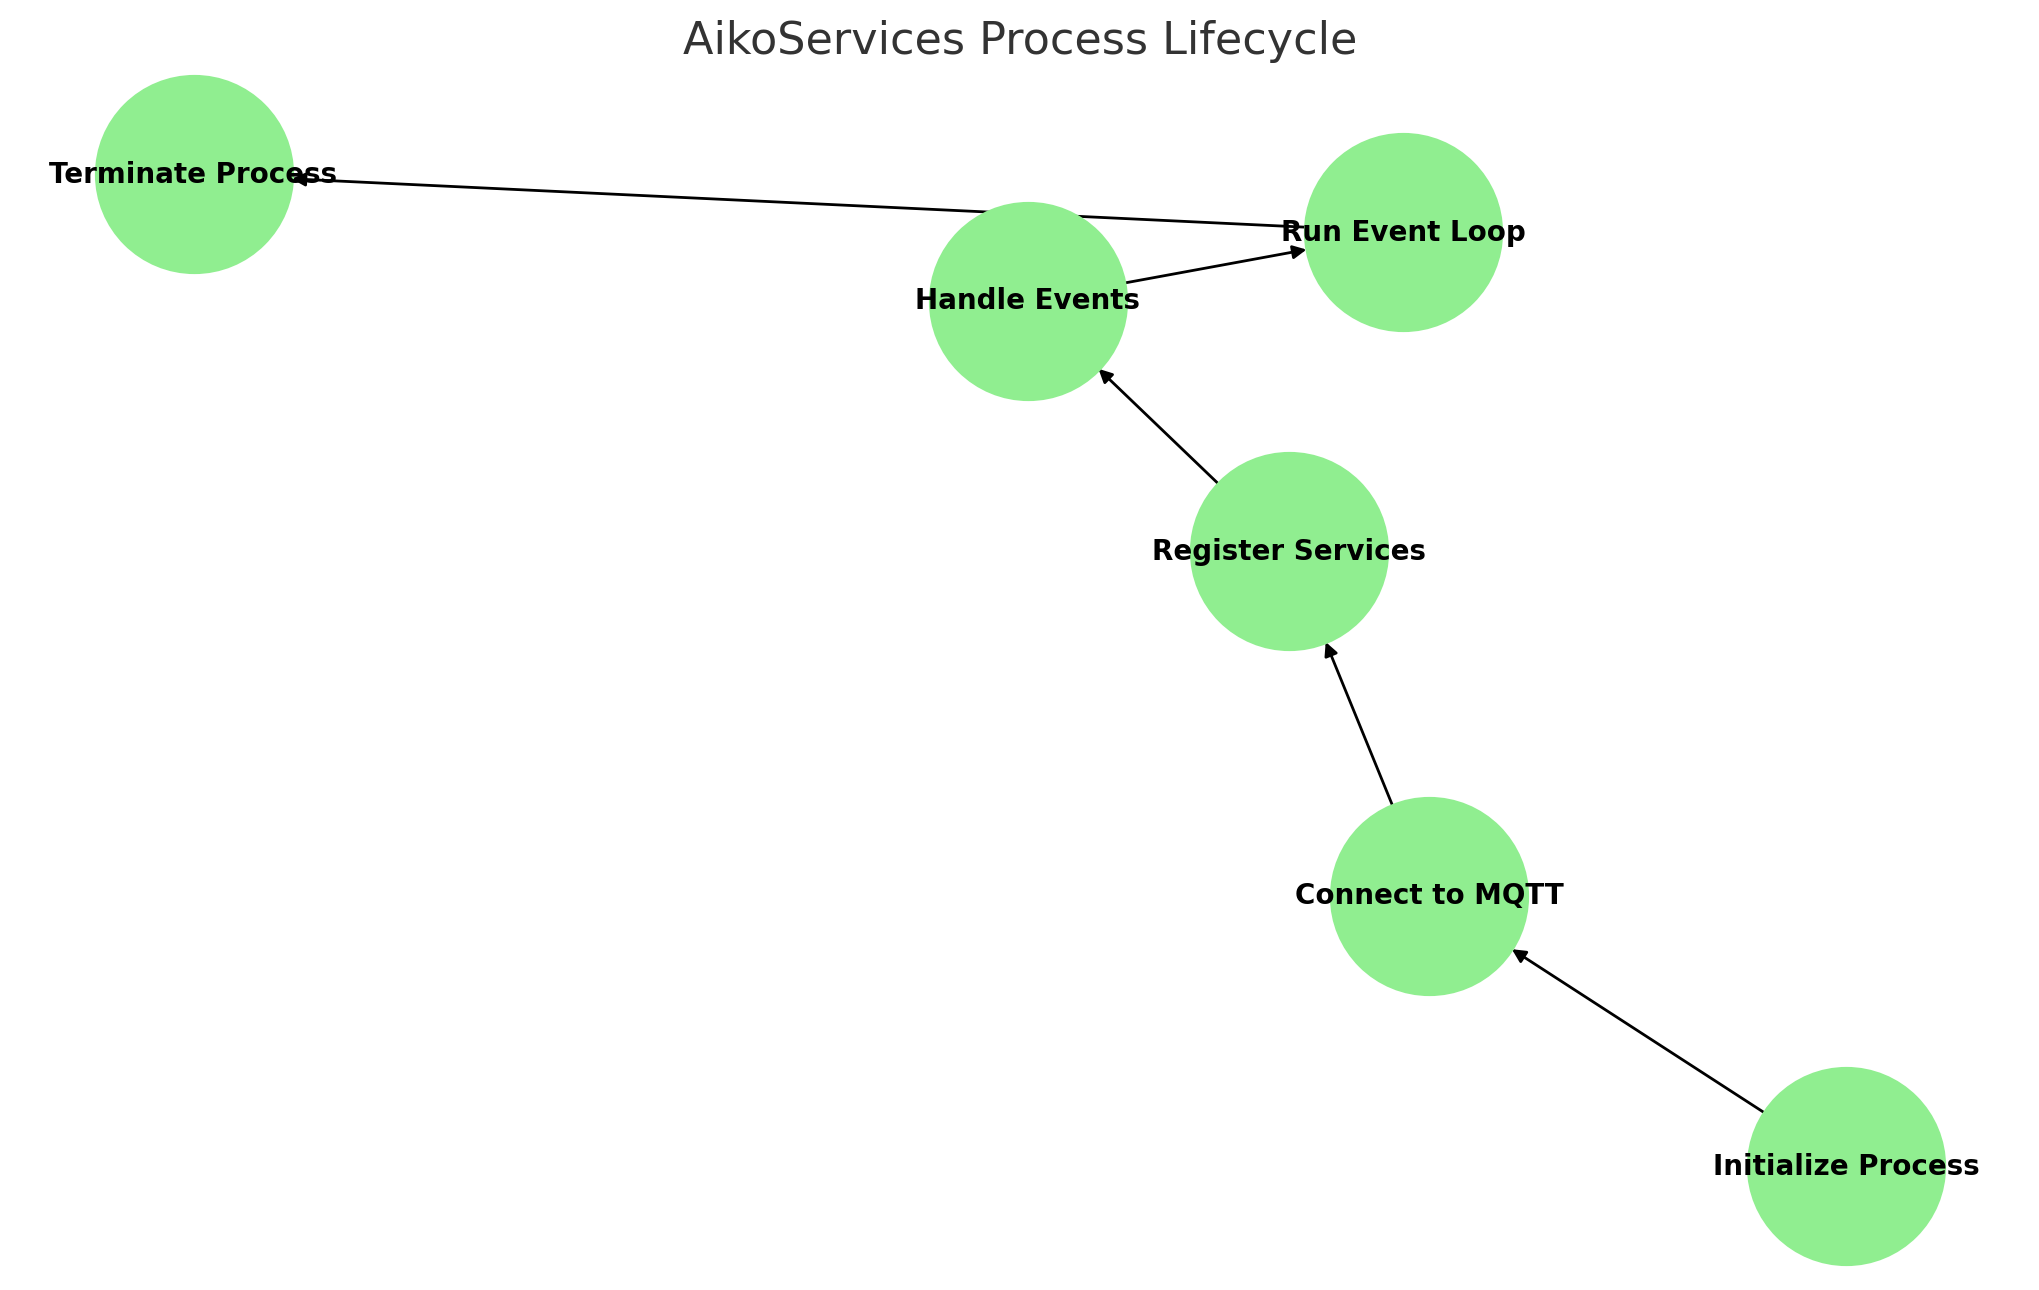 AikoServices Process Lifecycle
Terminate Process
Run Event Loop
Handle Events
Register Services
Connect to MQTT
Initialize Process